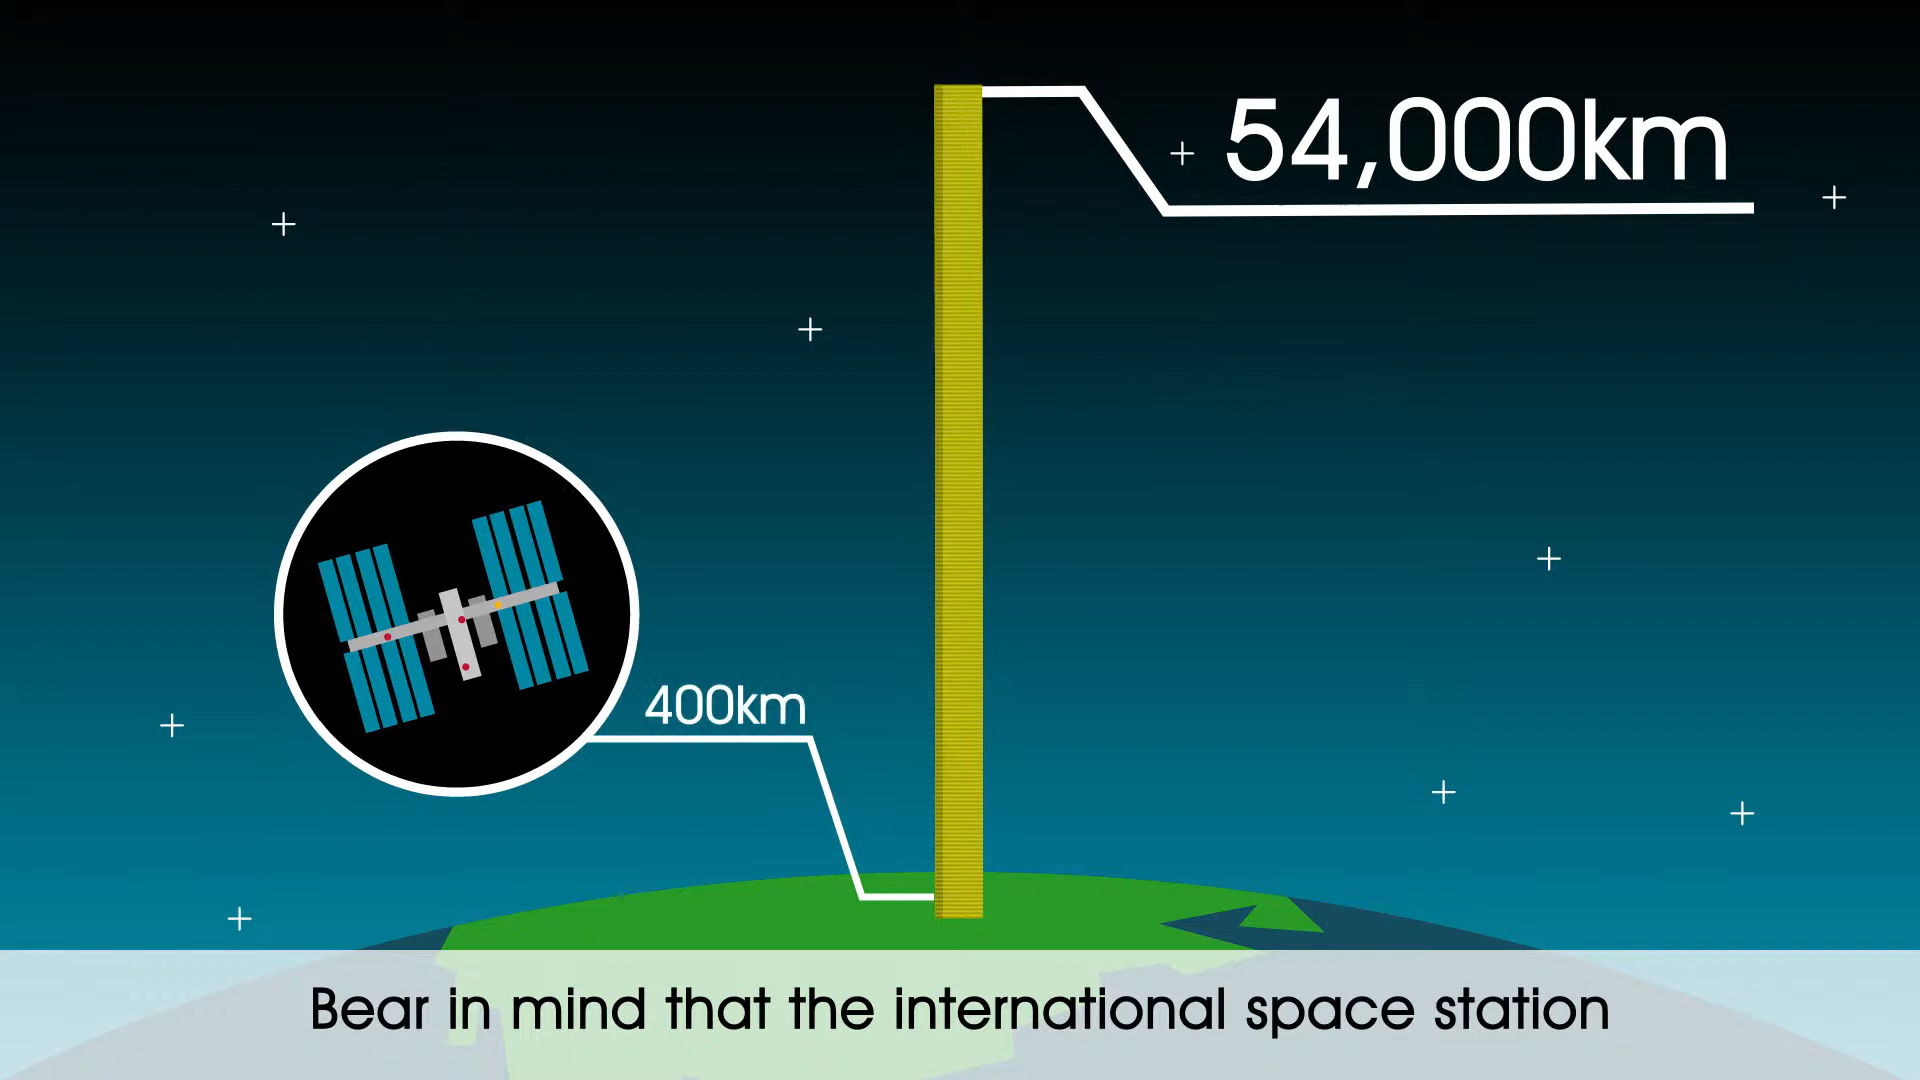 54,000km
400km
Bear in mind that the international space station